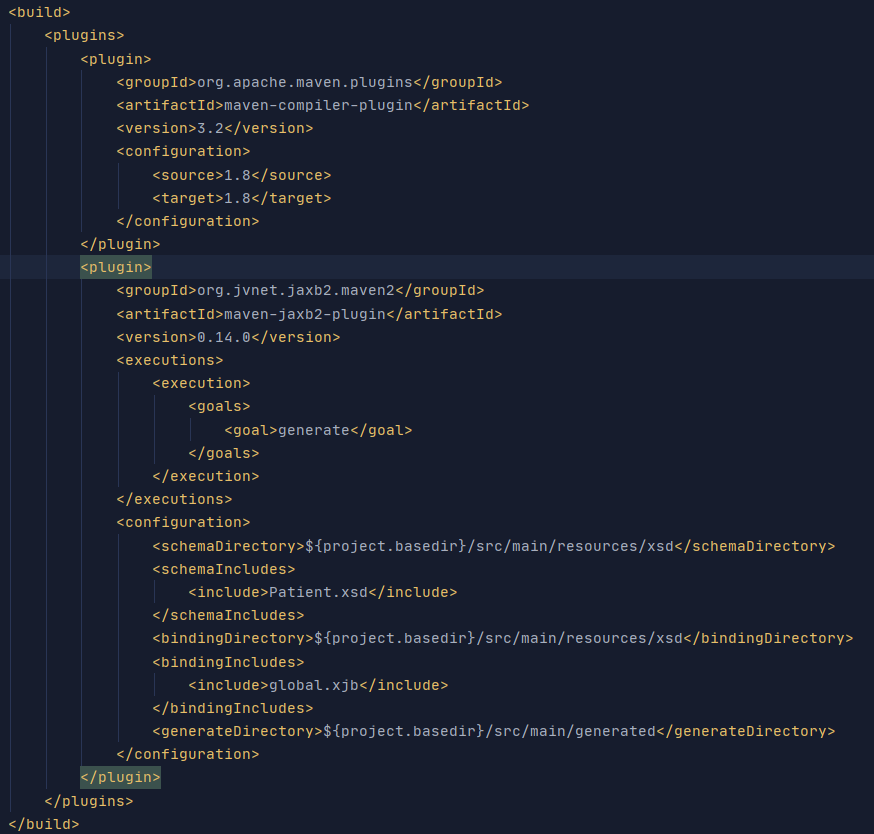 <build>
<plugins>
<plugin>
<groupId>org.apache.maven.plugins</groupId>
<artifactId>maven-compiler-plugin</artifactId>
<version>3.2</version>
<configuration>
<source>1.8</source>
<target>1.8</target>
</configuration>
</plugin>
<plugin>
<groupId>org.jvnet.jaxb2.maven2</groupId>
<artifactId>maven-jaxb2-plugin</artifactId>
<version>0.14.0</version>
<executions>
<execution>
<goals>
<goal>generate</goal>
</goals>
</execution>
</executions>
<configuration>
<schemaDirectory>${project.basedir}/src/main/resources/xsd</schemaDirectory>
<schemaIncludes>
<include>Patient.xsd</include>
</schemaIncludes>
<bindingDirectory>${project.basedir}/src/main/resources/xsd</bindingDirectory>
<bindingIncludes>
<include>global.xjb</include>
</bindingIncludes>
<generateDirectory>${project.basedir}/src/main/generated</generateDirectory>
</configuration>
</plugin>
</plugins>
</build>